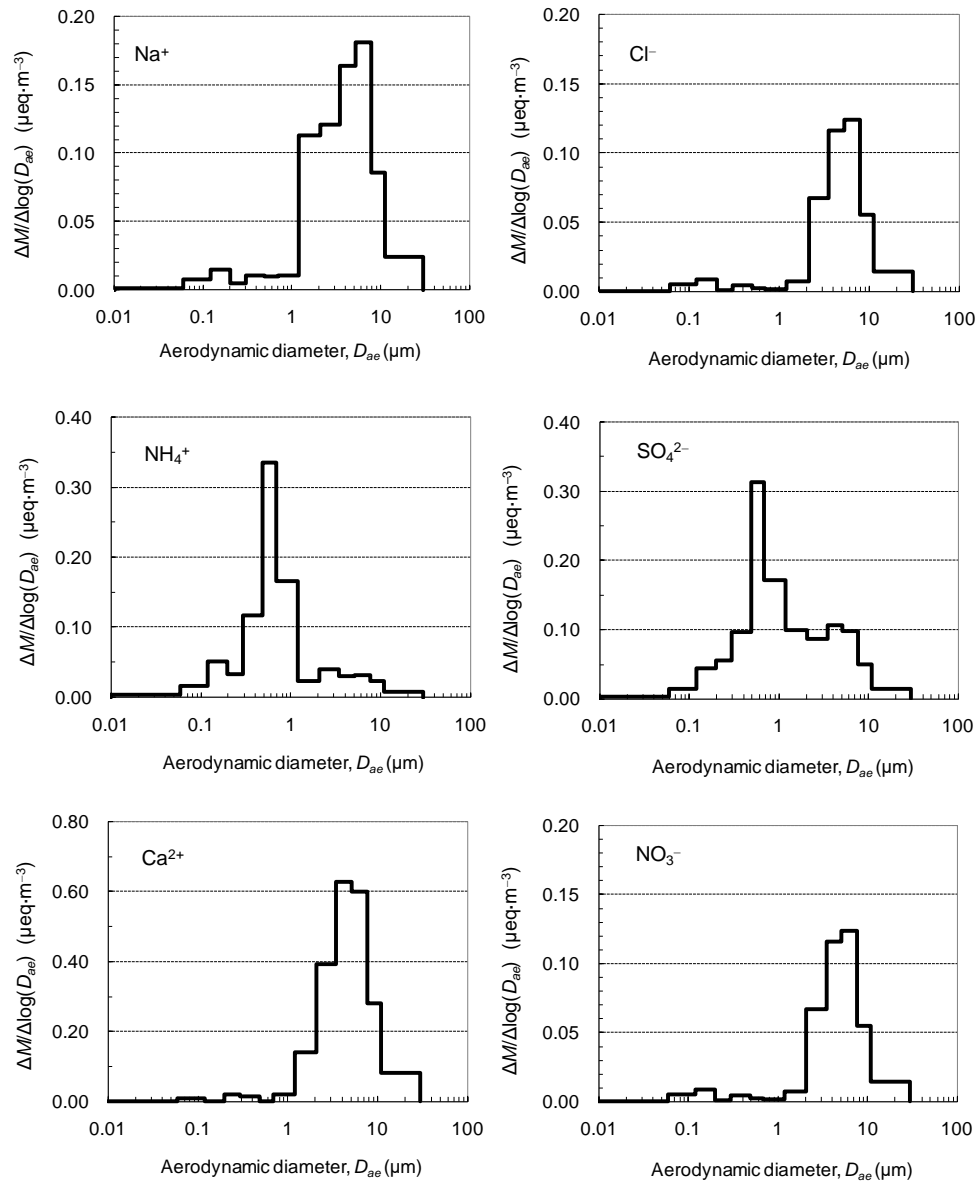 0.20
0.15
0.10
0.05
0.00
Na⁺
ΔM/Δlog(Dae) (μeq·m⁻³)
0.01 0.1 1 10 100
Aerodynamic diameter, Dae (μm)
0.20
0.15
0.10
0.05
0.00
Cl⁻
ΔM/Δlog(Dae) (μeq·m⁻³)
0.01 0.1 1 10 100
Aerodynamic diameter, Dae (μm)
0.40
0.30
0.20
0.10
0.00
NH₄⁺
ΔM/Δlog(Dae) (μeq·m⁻³)
0.01 0.1 1 10 100
Aerodynamic diameter, Dae (μm)
0.40
0.30
0.20
0.10
0.00
SO₄²⁻
ΔM/Δlog(Dae) (μeq·m⁻³)
0.01 0.1 1 10 100
Aerodynamic diameter, Dae (μm)
0.80
0.60
0.40
0.20
0.00
Ca²⁺
ΔM/Δlog(Dae) (μeq·m⁻³)
0.01 0.1 1 10 100
Aerodynamic diameter, Dae (μm)
0.20
0.15
0.10
0.05
0.00
NO₃⁻
ΔM/Δlog(Dae) (μeq·m⁻³)
0.01 0.1 1 10 100
Aerodynamic diameter, Dae (μm)